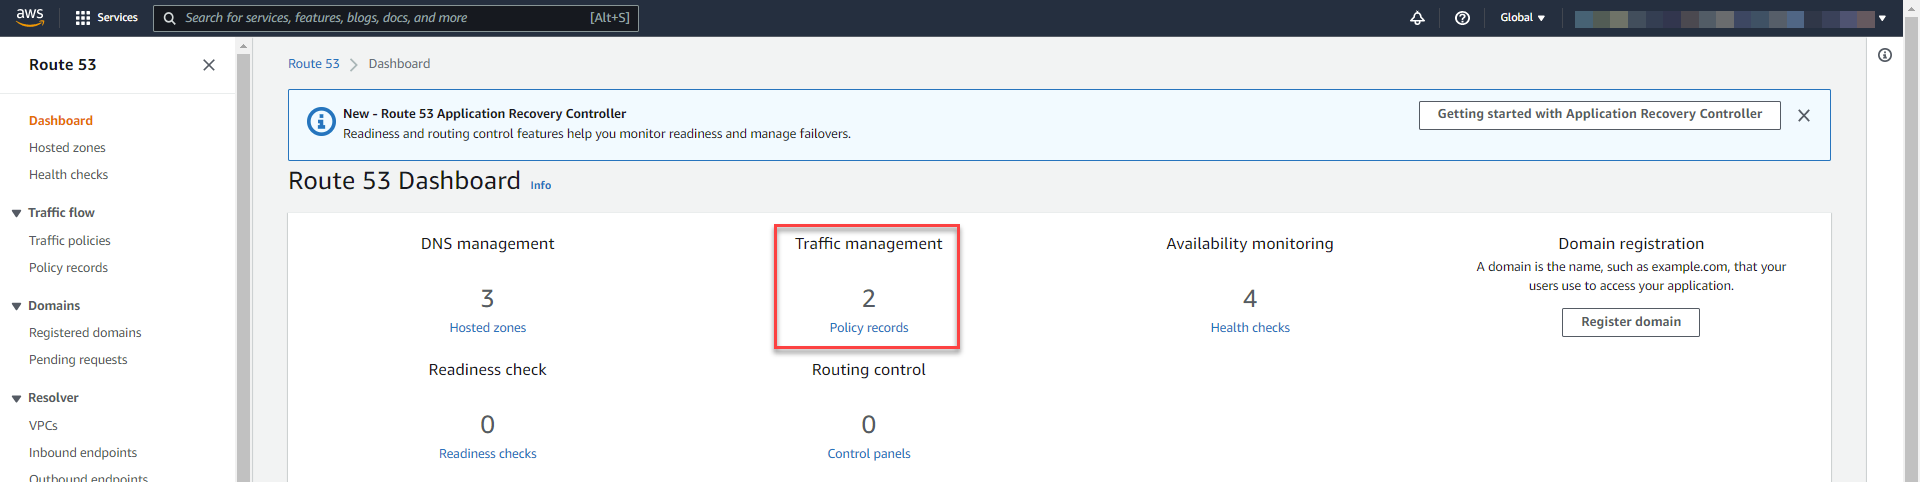 aws Services Search for services, features, blogs, docs, and more [Alt+S] Global
Route 53
Dashboard
Hosted zones
Health checks
Traffic flow
Traffic policies
Policy records
Domains
Registered domains
Pending requests
Resolver
VPCs
Inbound endpoints
Outbound endpoints
Route 53 Dashboard
New - Route 53 Application Recovery Controller
Readiness and routing control features help you monitor readiness and manage failovers.
Getting started with Application Recovery Controller
Route 53 Dashboard Info
DNS management
3
Hosted zones
Traffic management
2
Policy records
Availability monitoring
4
Health checks
Domain registration
A domain is the name, such as example.com, that your
users use to access your application.
Register domain
Readiness check
0
Readiness checks
Routing control
0
Control panels